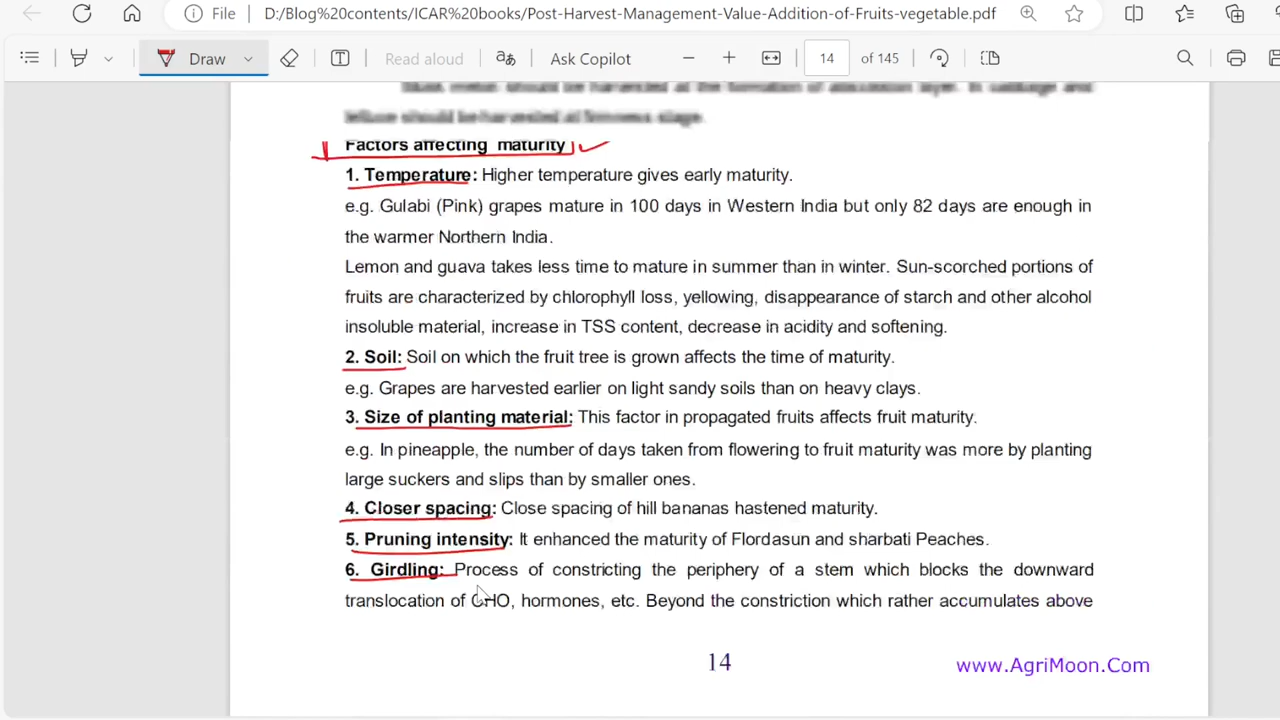 File
D:/Blog%20contents/ICAR%20books/Post-Harvest-Management-Value-Addition-of-Fruits-vegetable.pdf
Draw
Read aloud
Ask Copilot
14 of 145
lettuce should be harvested at firmness stage.
Factors affecting maturity
1. Temperature: Higher temperature gives early maturity.
e.g. Gulabi (Pink) grapes mature in 100 days in Western India but only 82 days are enough in
the warmer Northern India.
Lemon and guava takes less time to mature in summer than in winter. Sun-scorched portions of
fruits are characterized by chlorophyll loss, yellowing, disappearance of starch and other alcohol
insoluble material, increase in TSS content, decrease in acidity and softening.
2. Soil: Soil on which the fruit tree is grown affects the time of maturity.
e.g. Grapes are harvested earlier on light sandy soils than on heavy clays.
3. Size of planting material: This factor in propagated fruits affects fruit maturity.
e.g. In pineapple, the number of days taken from flowering to fruit maturity was more by planting
large suckers and slips than by smaller ones.
4. Closer spacing: Close spacing of hill bananas hastened maturity.
5. Pruning intensity: It enhanced the maturity of Flordasun and sharbati Peaches.
6. Girdling: Process of constricting the periphery of a stem which blocks the downward
translocation of CHO, hormones, etc. Beyond the constriction which rather accumulates above
14
www.AgriMoon.Com